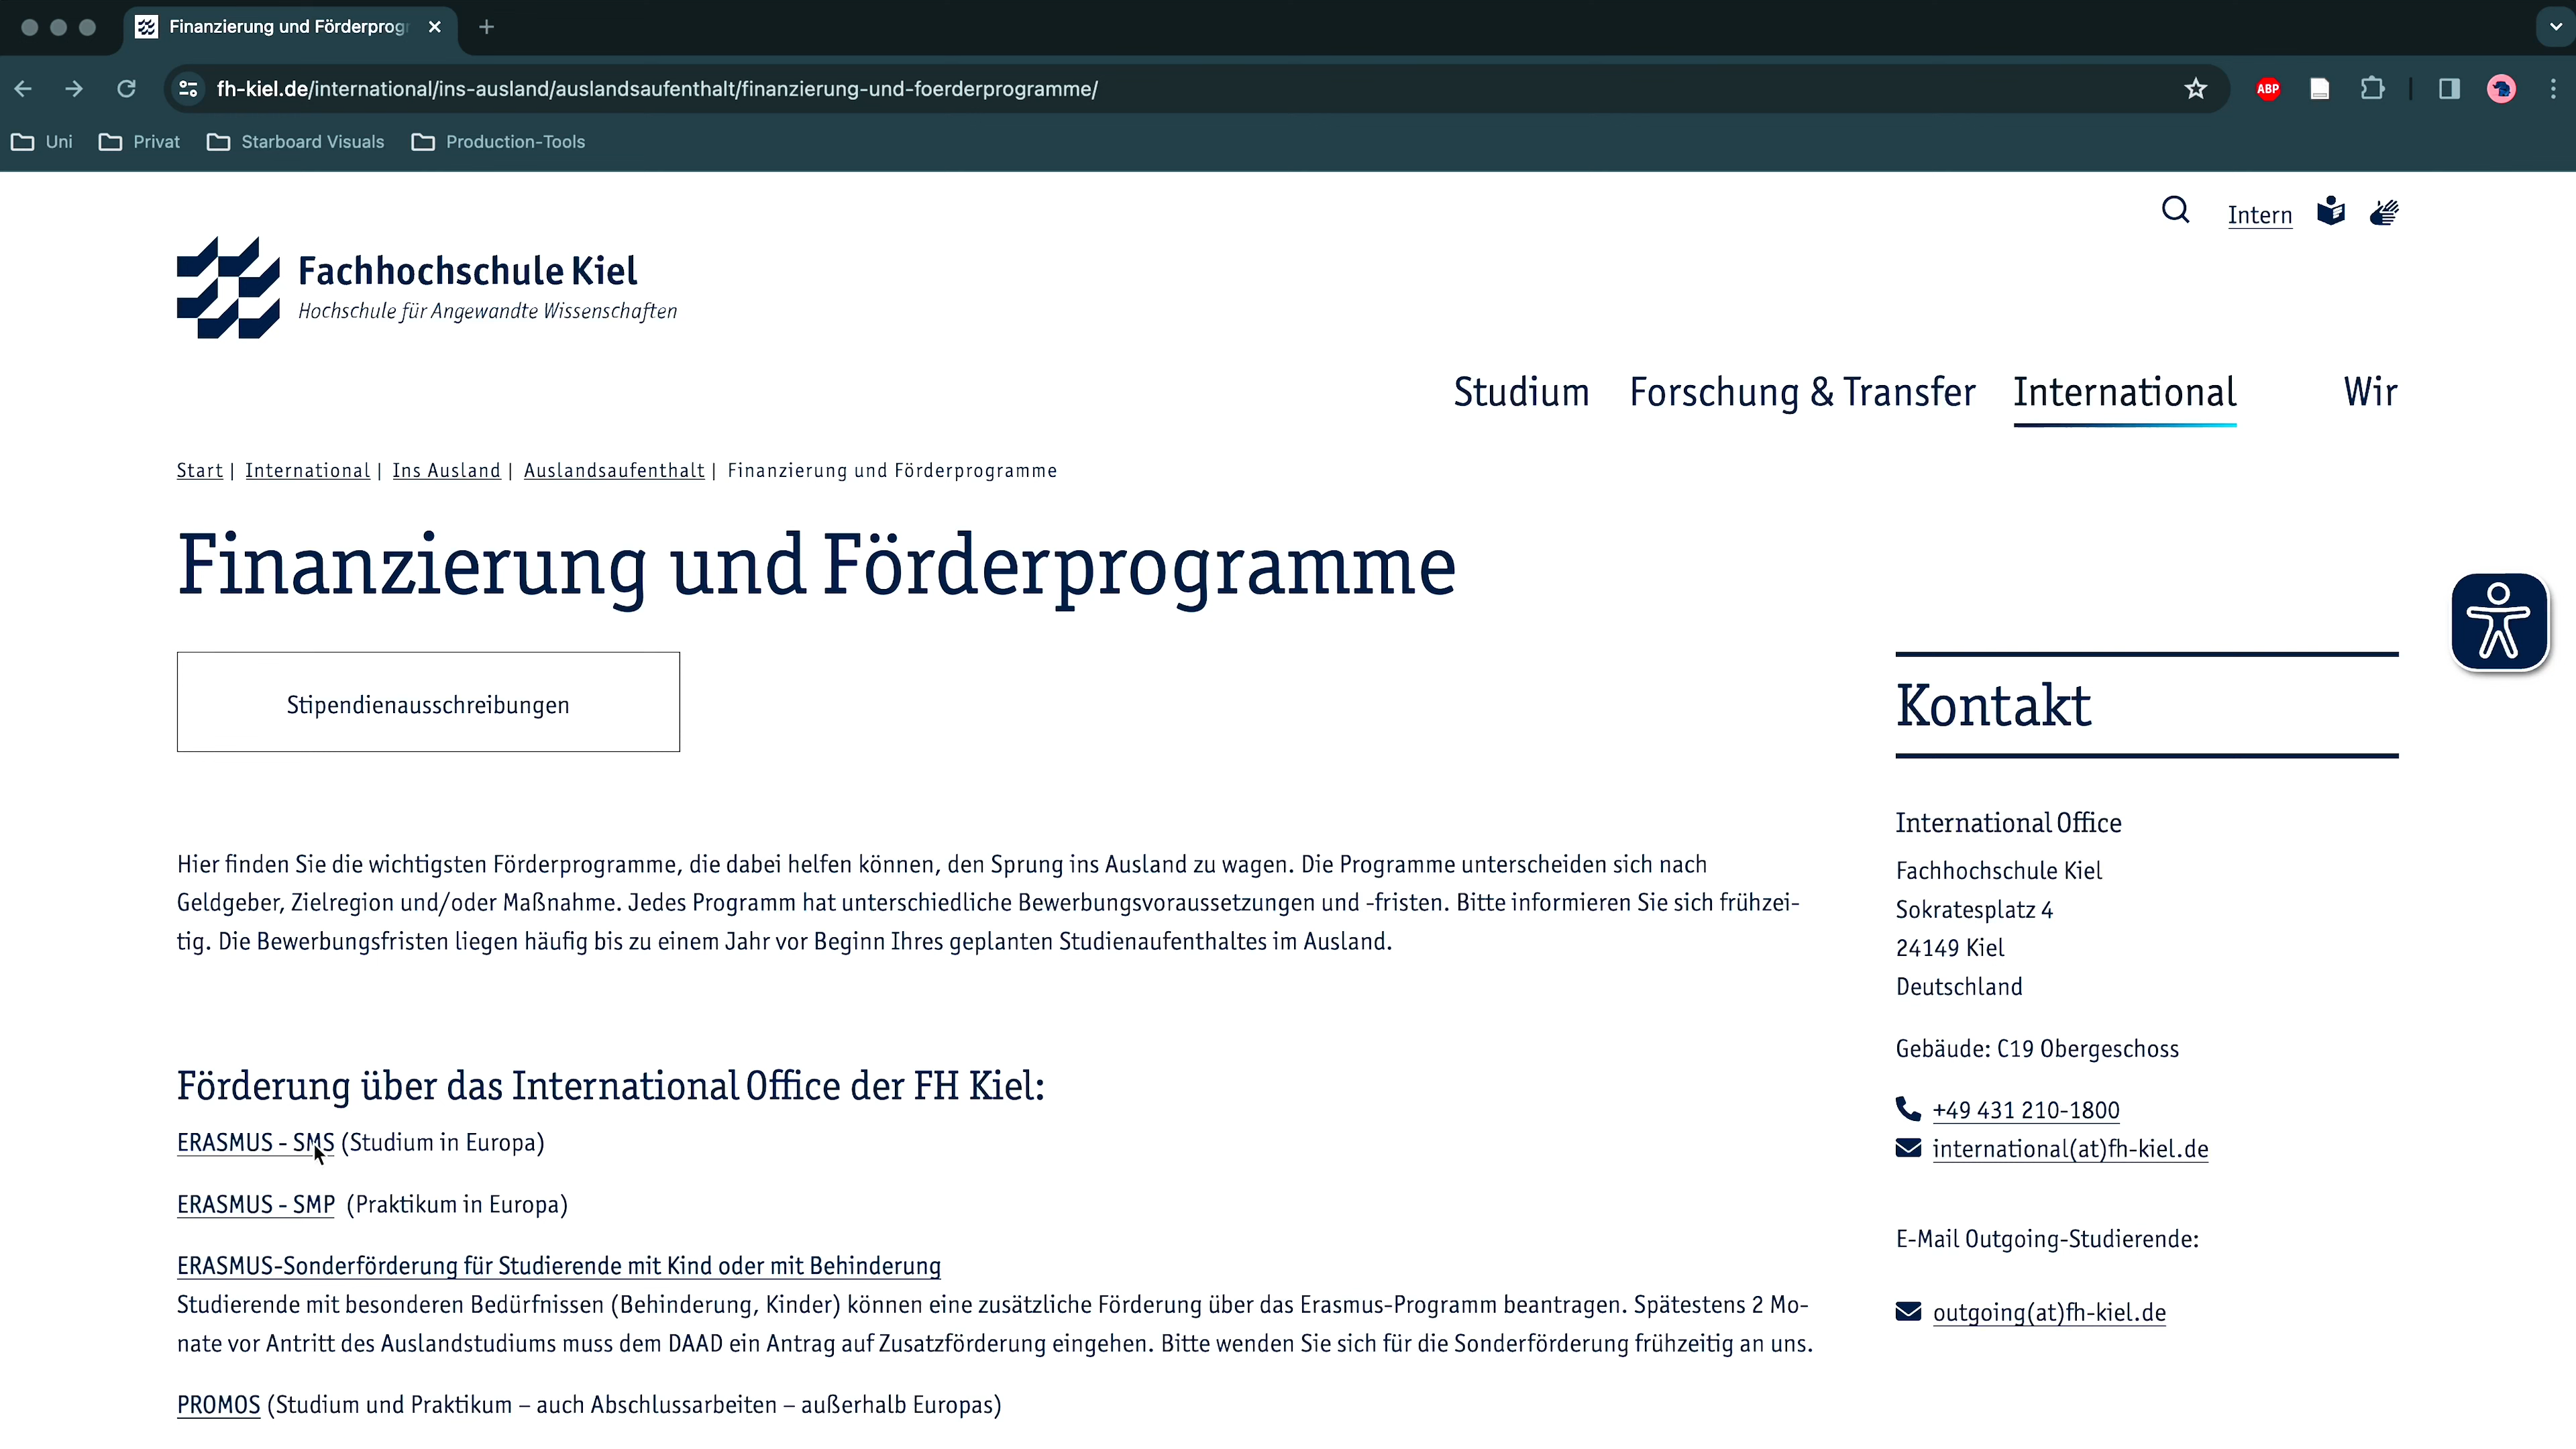 Finanzierung und Förderprogr
fh-kiel.de/international/ins-ausland/auslandsaufenthalt/finanzierung-und-foerderprogramme/
ABP
Uni
Privat
Starboard Visuals
Production-Tools
Intern
Fachhochschule Kiel
Hochschule für Angewandte Wissenschaften
Studium
Forschung & Transfer
International
Wir
Start | International | Ins Ausland | Auslandsaufenthalt | Finanzierung und Förderprogramme
Finanzierung und Förderprogramme
Stipendienausschreibungen
Hier finden Sie die wichtigsten Förderprogramme, die dabei helfen können, den Sprung ins Ausland zu wagen. Die Programme unterscheiden sich nach
Geldgeber, Zielregion und/oder Maßnahme. Jedes Programm hat unterschiedliche Bewerbungsvoraussetzungen und -fristen. Bitte informieren Sie sich frühzei-
tig. Die Bewerbungsfristen liegen häufig bis zu einem Jahr vor Beginn Ihres geplanten Studienaufenthaltes im Ausland.
Förderung über das International Office der FH Kiel:
ERASMUS - SMS (Studium in Europa)
ERASMUS - SMP (Praktikum in Europa)
ERASMUS-Sonderförderung für Studierende mit Kind oder mit Behinderung
Studierende mit besonderen Bedürfnissen (Behinderung, Kinder) können eine zusätzliche Förderung über das Erasmus-Programm beantragen. Spätestens 2 Mo-
nate vor Antritt des Auslandstudiums muss dem DAAD ein Antrag auf Zusatzförderung eingehen. Bitte wenden Sie sich für die Sonderförderung frühzeitig an uns.
PROMOS (Studium und Praktikum – auch Abschlussarbeiten – außerhalb Europas)
Kontakt
International Office
Fachhochschule Kiel
Sokratesplatz 4
24149 Kiel
Deutschland
Gebäude: C19 Obergeschoss
+49 431 210-1800
international(at)fh-kiel.de
E-Mail Outgoing-Studierende:
outgoing(at)fh-kiel.de